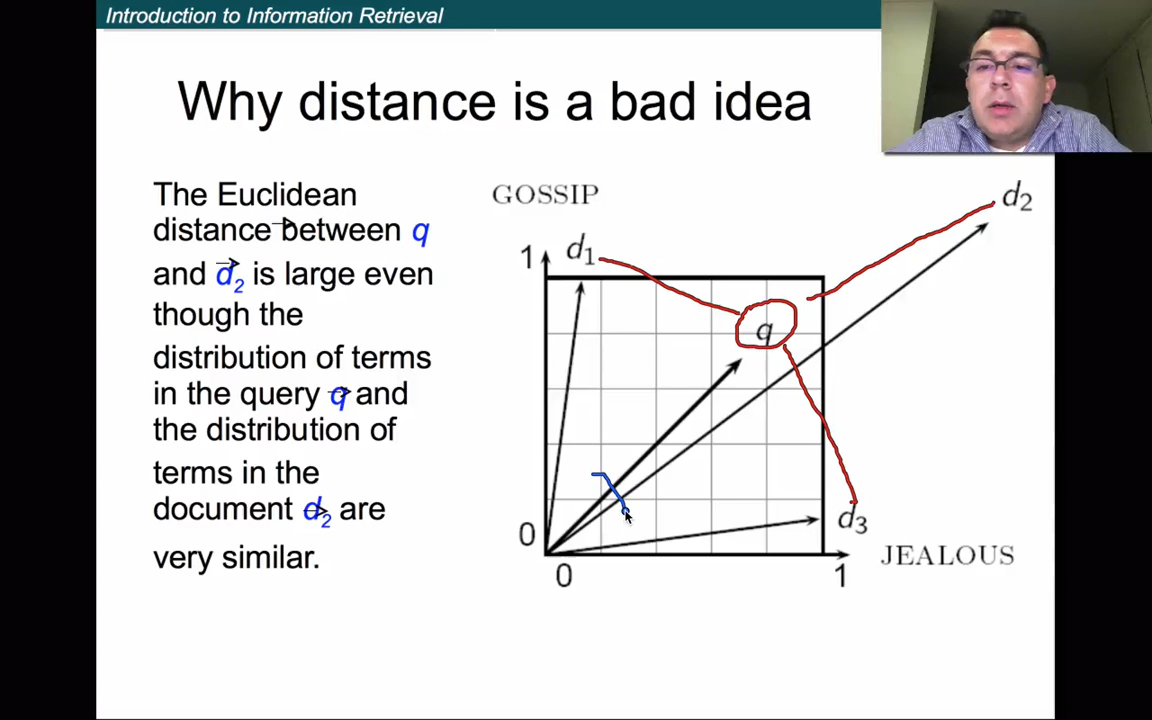 Introduction to Information Retrieval
Why distance is a bad idea
The Euclidean
distance between q
and d2 is large even
though the
distribution of terms
in the query q and
the distribution of
terms in the
document d2 are
very similar.
GOSSIP
d2
1
d1
q
0
d3
JEALOUS
0
1